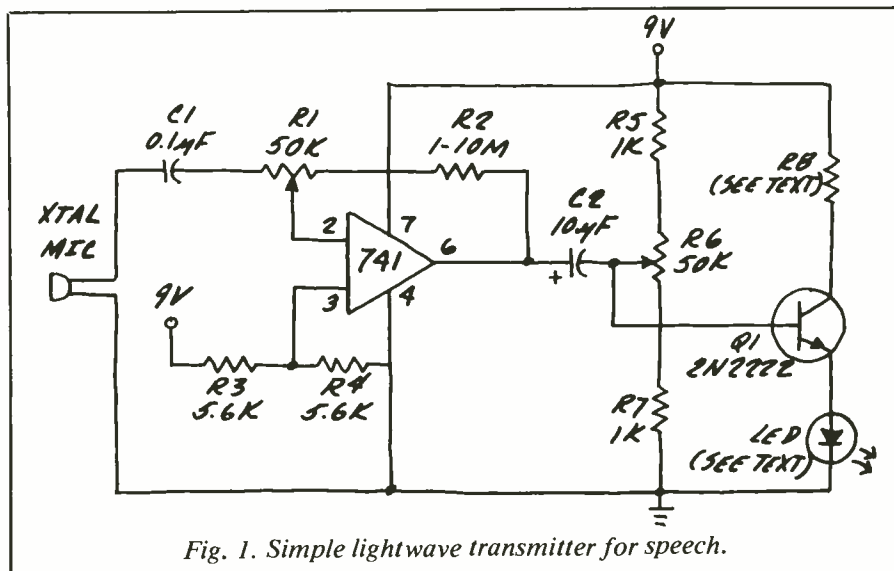 9V
C1
0.1µF
R1
50K
R2
1-10M
R5
1K
R8
(SEE TEXT)
XTAL
MIC
2
7
741
6
3
4
C2
10µF
+
R6
50K
9V
R3
5.6K
R4
5.6K
Q1
2N2222
R7
1K
LED
(SEE TEXT)
Fig. 1. Simple lightwave transmitter for speech.